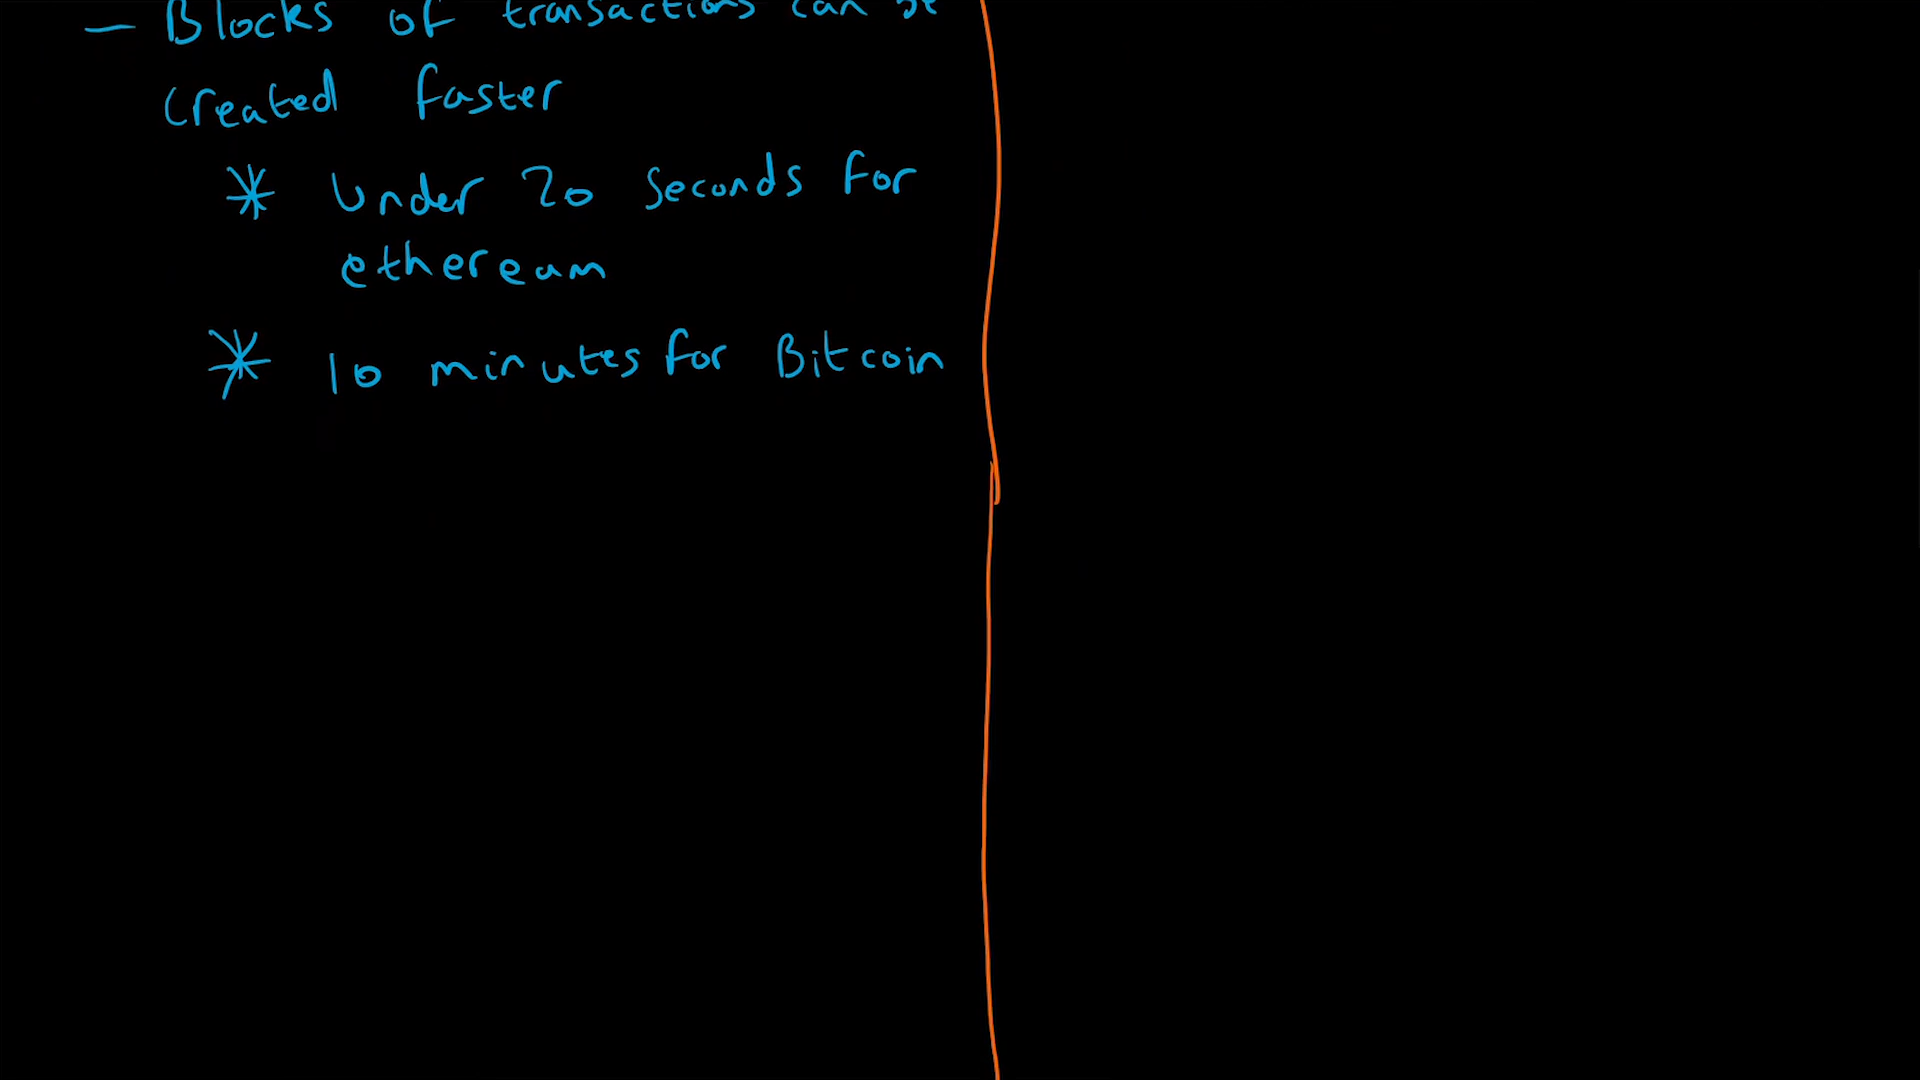 — Blocks of transactions can be
created faster
* Under 20 seconds for
ethereum
* 10 minutes for Bitcoin